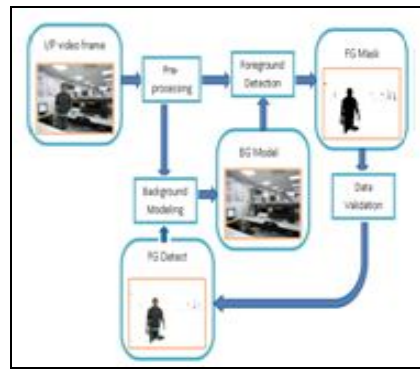 I/P video frame
Pre-
processing
Foreground
Detection
FG Mask
BG Model
Background
Modeling
Data
Validation
FG Detect